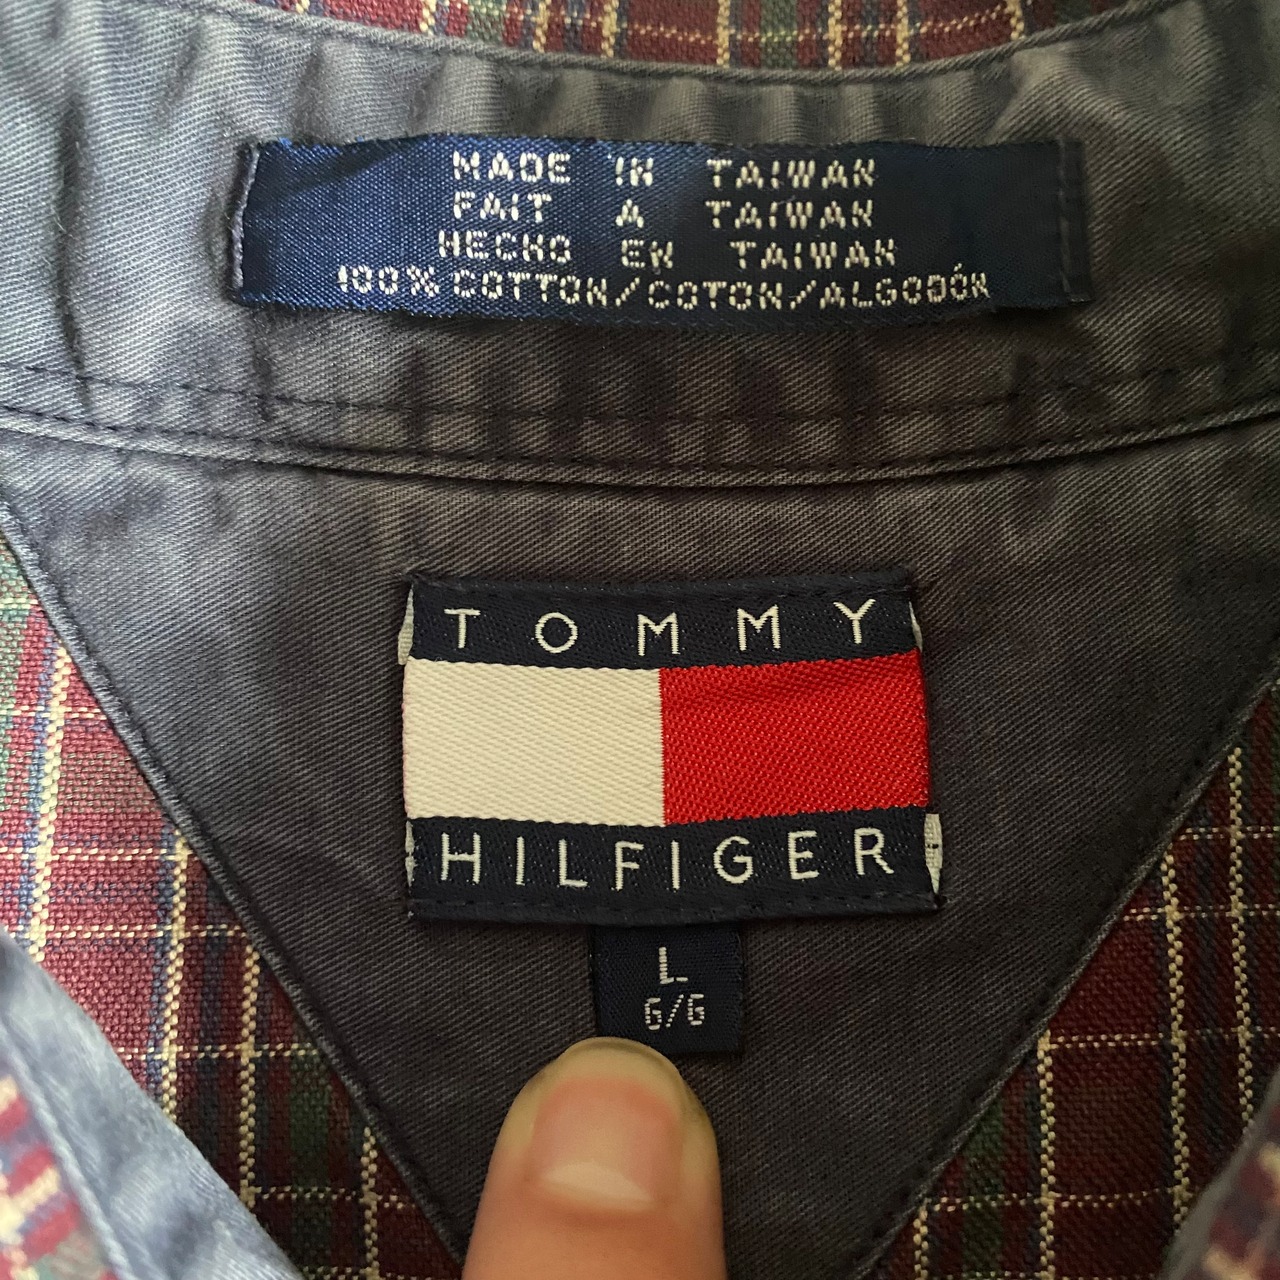 MADE IN TAIWAN
FAIT A TAIWAN
HECHO EN TAIWAN
100% COTTON/COTON/ALGODÓN
TOMMY
HILFIGER
L
G/G